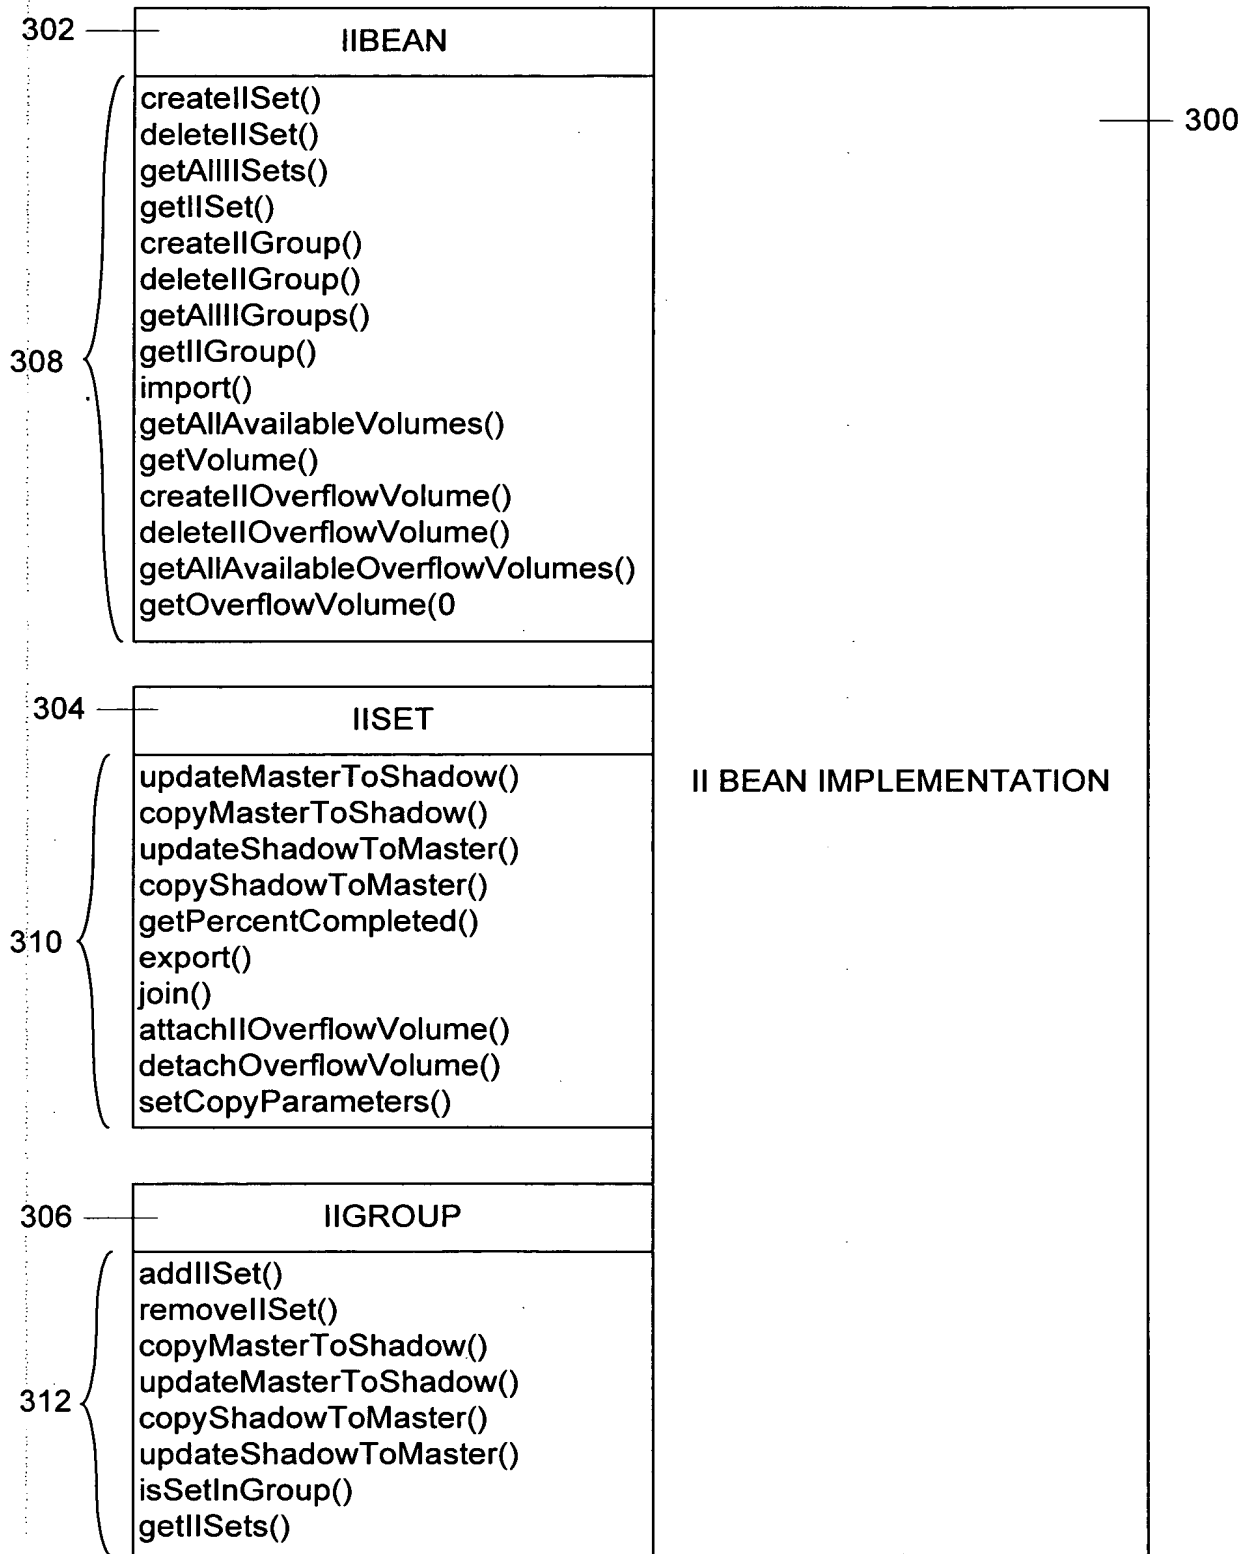 302
IIBEAN
300
308
createIISet()
deleteIISet()
getAllIISets()
getIISet()
createIIGroup()
deleteIIGroup()
getAllIIGroups()
getIIGroup()
import()
getAllAvailableVolumes()
getVolume()
createIIOverflowVolume()
deleteIIOverflowVolume()
getAllAvailableOverflowVolumes()
getOverflowVolume(0
304
IISET
310
updateMasterToShadow()
copyMasterToShadow()
updateShadowToMaster()
copyShadowToMaster()
getPercentCompleted()
export()
join()
attachIIOverflowVolume()
detachOverflowVolume()
setCopyParameters()
II BEAN IMPLEMENTATION
306
IIGROUP
312
addIISet()
removeIISet()
copyMasterToShadow()
updateMasterToShadow()
copyShadowToMaster()
updateShadowToMaster()
isSetInGroup()
getIISets()